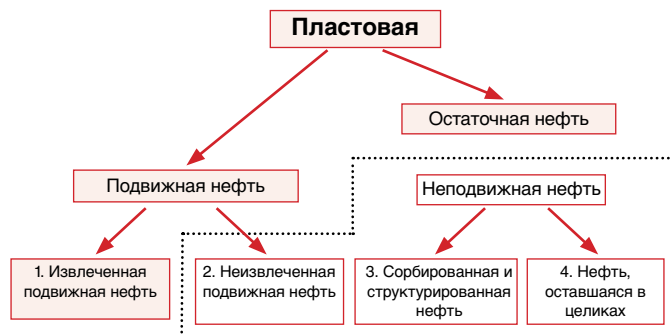 Пластовая
Остаточная нефть
Подвижная нефть
Неподвижная нефть
1. Извлеченная
подвижная нефть
2. Неизвлеченная
подвижная нефть
3. Сорбированная и
структурированная
нефть
4. Нефть,
оставшаяся в
целиках